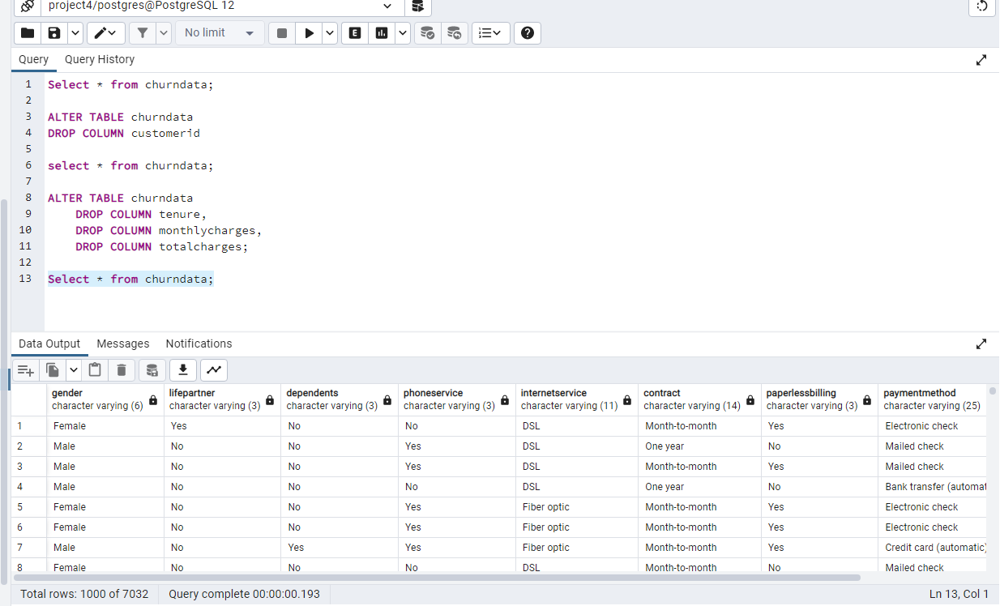 project4/postgres@PostgreSQL 12
No limit
E
Query Query History
1 Select * from churndata;
2
3 ALTER TABLE churndata
4 DROP COLUMN customerid
5
6 select * from churndata;
7
8 ALTER TABLE churndata
9 DROP COLUMN tenure,
10 DROP COLUMN monthlycharges,
11 DROP COLUMN totalcharges;
12
13 Select * from churndata;
Data Output Messages Notifications
gender lifepartner dependents phoneservice internetservice contract paperlessbilling paymentmethod
character varying (6) character varying (3) character varying (3) character varying (3) character varying (11) character varying (14) character varying (3) character varying (25)
1 Female Yes No No DSL Month-to-month Yes Electronic check
2 Male No No Yes DSL One year No Mailed check
3 Male No No Yes DSL Month-to-month Yes Mailed check
4 Male No No No DSL One year No Bank transfer (automat
5 Female No No Yes Fiber optic Month-to-month Yes Electronic check
6 Female No No Yes Fiber optic Month-to-month Yes Electronic check
7 Male No Yes Yes Fiber optic Month-to-month Yes Credit card (automatic)
8 Female No No No DSL Month-to-month No Mailed check
Total rows: 1000 of 7032 Query complete 00:00:00.193 Ln 13, Col 1